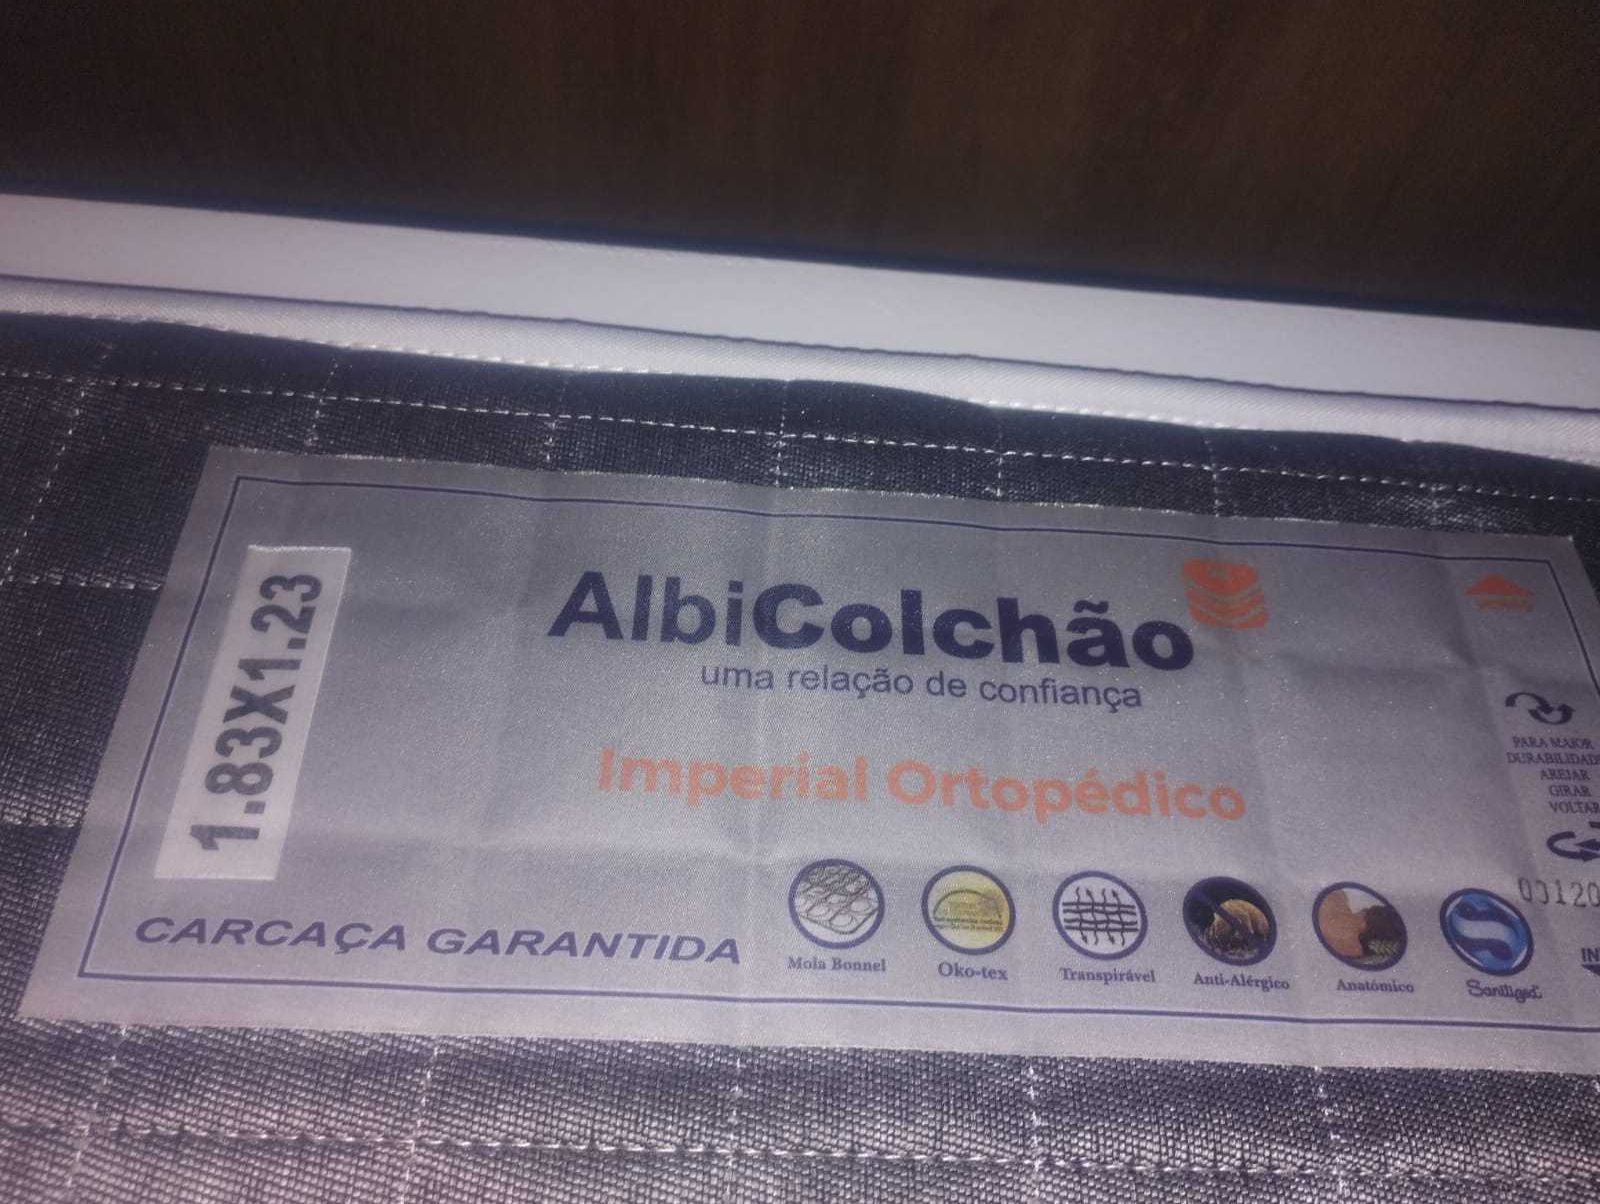 1.83X1.23
AlbiColchão
uma relação de confiança
Imperial Ortopédico
PARA MAIOR
DURABILIDADE
AREJAR
GIRAR
VOLTAR
CARCAÇA GARANTIDA
Mola Bonnel
Oko-tex
Transpirável
Anti-Alérgico
Anatómico
Sanitized